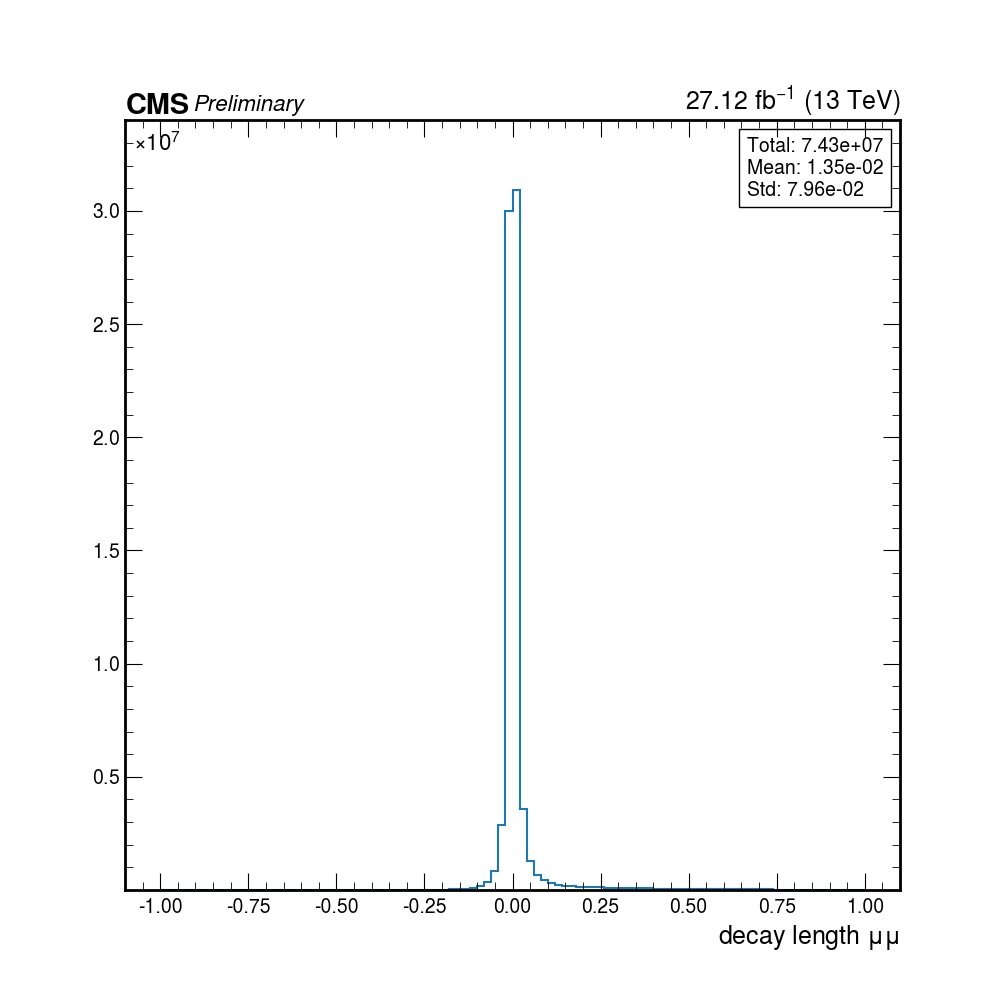 CMS Preliminary
27.12 fb⁻¹ (13 TeV)
×10⁷
Total: 7.43e+07
Mean: 1.35e-02
Std: 7.96e-02
3.0
2.5
2.0
1.5
1.0
0.5
-1.00 -0.75 -0.50 -0.25 0.00 0.25 0.50 0.75 1.00
decay length μμ